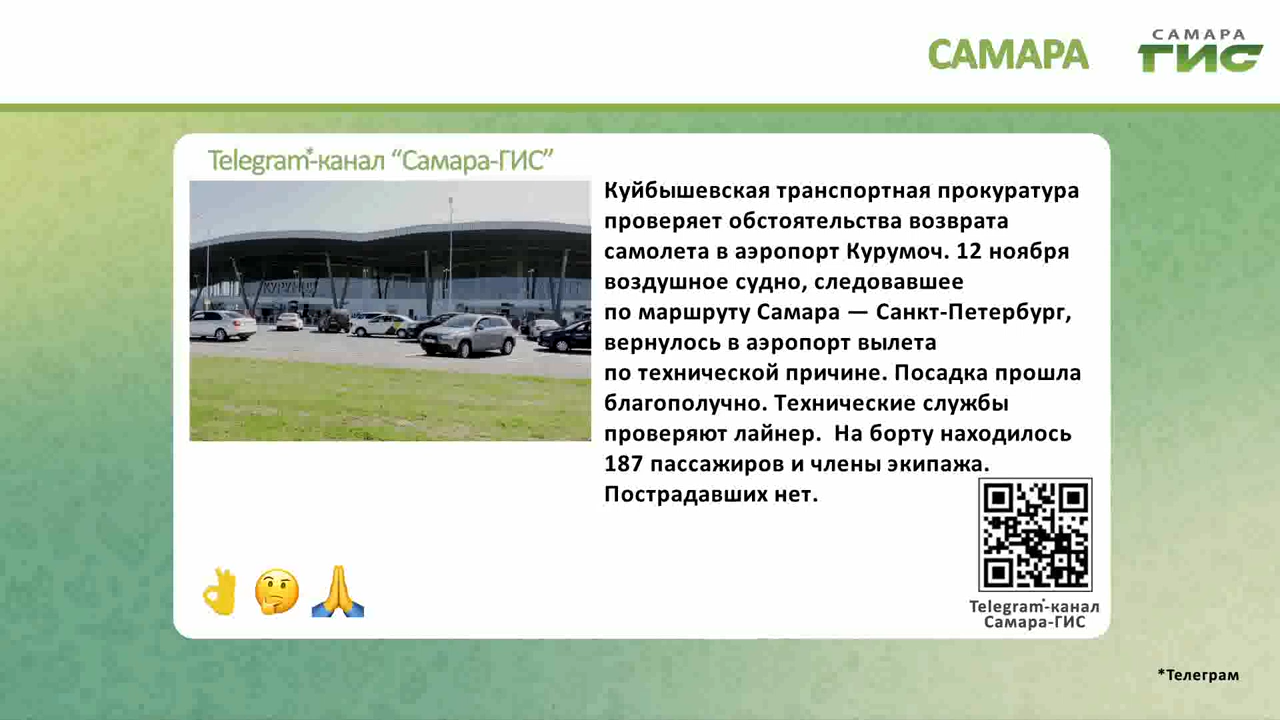 САМАРА
САМАРА
ГИС
Telegram*-канал “Самара-ГИС”
КУРУМОЧ
Куйбышевская транспортная прокуратура
проверяет обстоятельства возврата
самолета в аэропорт Курумоч. 12 ноября
воздушное судно, следовавшее
по маршруту Самара — Санкт-Петербург,
вернулось в аэропорт вылета
по технической причине. Посадка прошла
благополучно. Технические службы
проверяют лайнер.  На борту находилось
187 пассажиров и члены экипажа.
Пострадавших нет.
Telegram*-канал
Самара-ГИС
*Телеграм